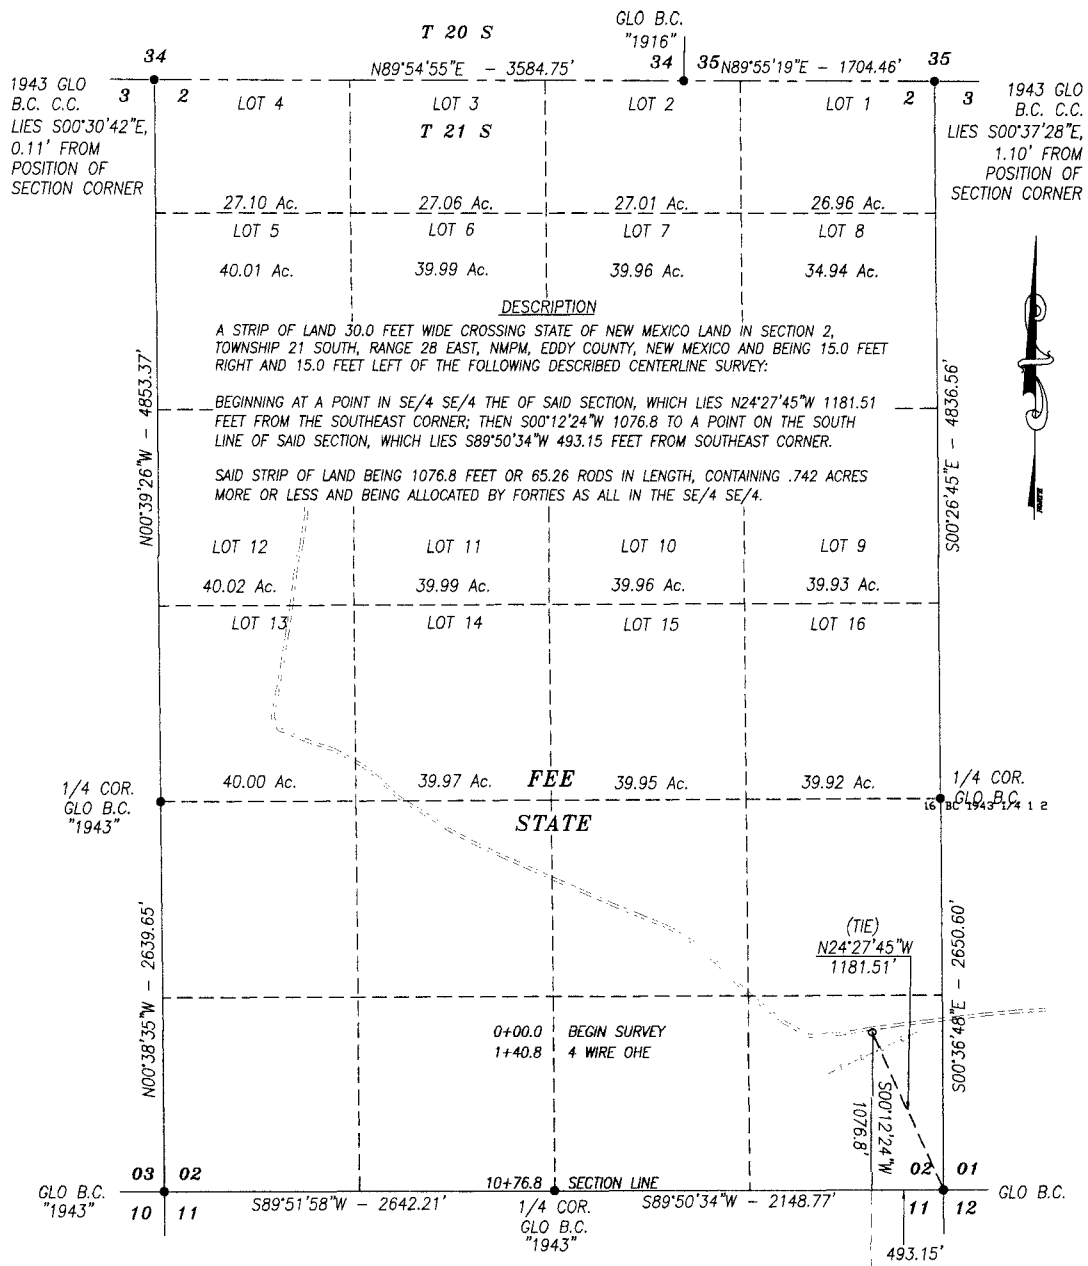 T 20 S
GLO B.C.
"1916"
34
N89°54'55"E - 3584.75'
34 35
N89°55'19"E - 1704.46'
35
1943 GLO
B.C. C.C.
LIES S00°30'42"E,
0.11' FROM
POSITION OF
SECTION CORNER
3 2
LOT 4
LOT 3
LOT 2
LOT 1
2 3
1943 GLO
B.C. C.C.
LIES S00°37'28"E,
1.10' FROM
POSITION OF
SECTION CORNER
T 21 S
27.10 Ac.
27.06 Ac.
27.01 Ac.
26.96 Ac.
LOT 5
LOT 6
LOT 7
LOT 8
40.01 Ac.
39.99 Ac.
39.96 Ac.
34.94 Ac.
DESCRIPTION
A STRIP OF LAND 30.0 FEET WIDE CROSSING STATE OF NEW MEXICO LAND IN SECTION 2,
TOWNSHIP 21 SOUTH, RANGE 28 EAST, NMPM, EDDY COUNTY, NEW MEXICO AND BEING 15.0 FEET
RIGHT AND 15.0 FEET LEFT OF THE FOLLOWING DESCRIBED CENTERLINE SURVEY:
BEGINNING AT A POINT IN SE/4 SE/4 THE OF SAID SECTION, WHICH LIES N24°27'45"W 1181.51
FEET FROM THE SOUTHEAST CORNER; THEN S00°12'24"W 1076.8 TO A POINT ON THE SOUTH
LINE OF SAID SECTION, WHICH LIES S89°50'34"W 493.15 FEET FROM SOUTHEAST CORNER.
SAID STRIP OF LAND BEING 1076.8 FEET OR 65.26 RODS IN LENGTH, CONTAINING .742 ACRES
MORE OR LESS AND BEING ALLOCATED BY FORTIES AS ALL IN THE SE/4 SE/4.
N00°39'26"W - 4853.37'
S00°26'45"E - 4836.56'
NORTH
LOT 12
LOT 11
LOT 10
LOT 9
40.02 Ac.
39.99 Ac.
39.96 Ac.
39.93 Ac.
LOT 13
LOT 14
LOT 15
LOT 16
40.00 Ac.
39.97 Ac.
FEE
39.95 Ac.
39.92 Ac.
1/4 COR.
GLO B.C.
"1943"
1/4 COR.
GLO B.C.
16 BC 1943 1/4 1 2
STATE
N00°38'35"W - 2639.65'
(TIE)
N24°27'45"W
1181.51'
S00°36'48"E - 2650.60'
0+00.0 BEGIN SURVEY
1+40.8 4 WIRE OHE
S00°12'24"W
1076.8'
03 02
02 01
GLO B.C.
"1943"
10+76.8 SECTION LINE
GLO B.C.
10 11
S89°51'58"W - 2642.21'
1/4 COR.
GLO B.C.
"1943"
S89°50'34"W - 2148.77'
11 12
493.15'